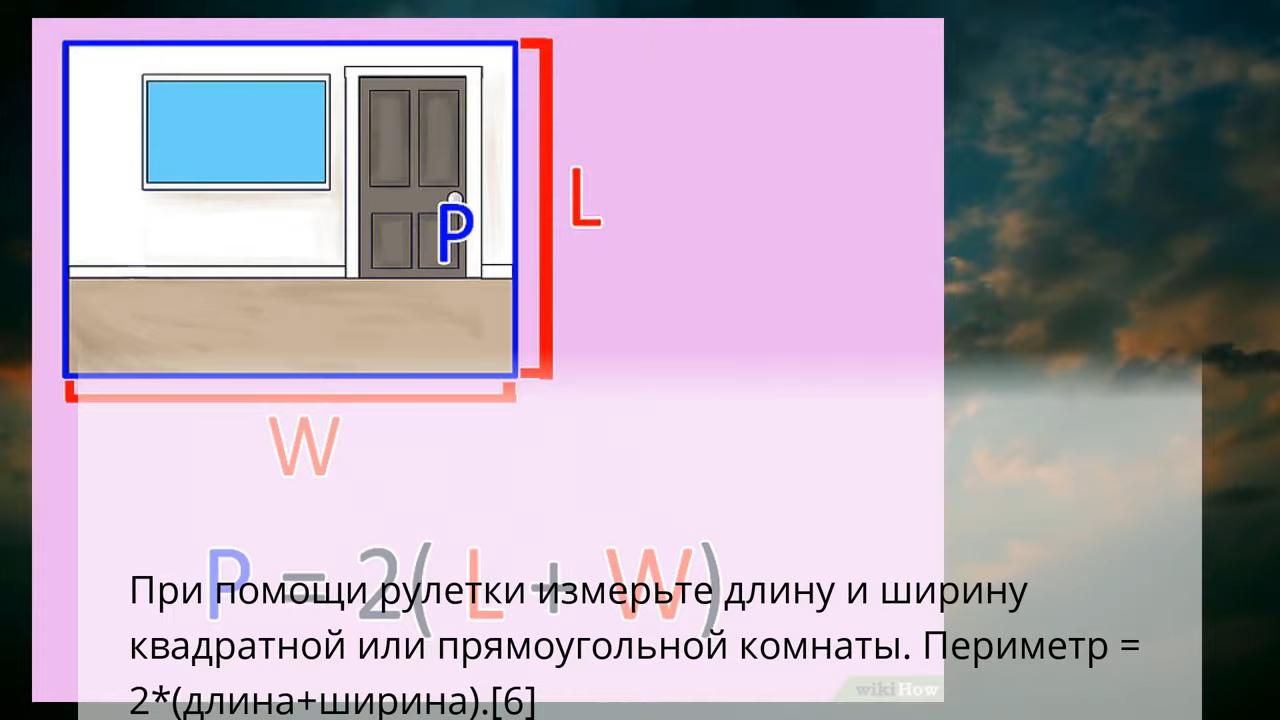 P
L
W
P = 2( L + W)
При помощи рулетки измерьте длину и ширину
квадратной или прямоугольной комнаты. Периметр =
2*(длина+ширина).[6]
wikiHow